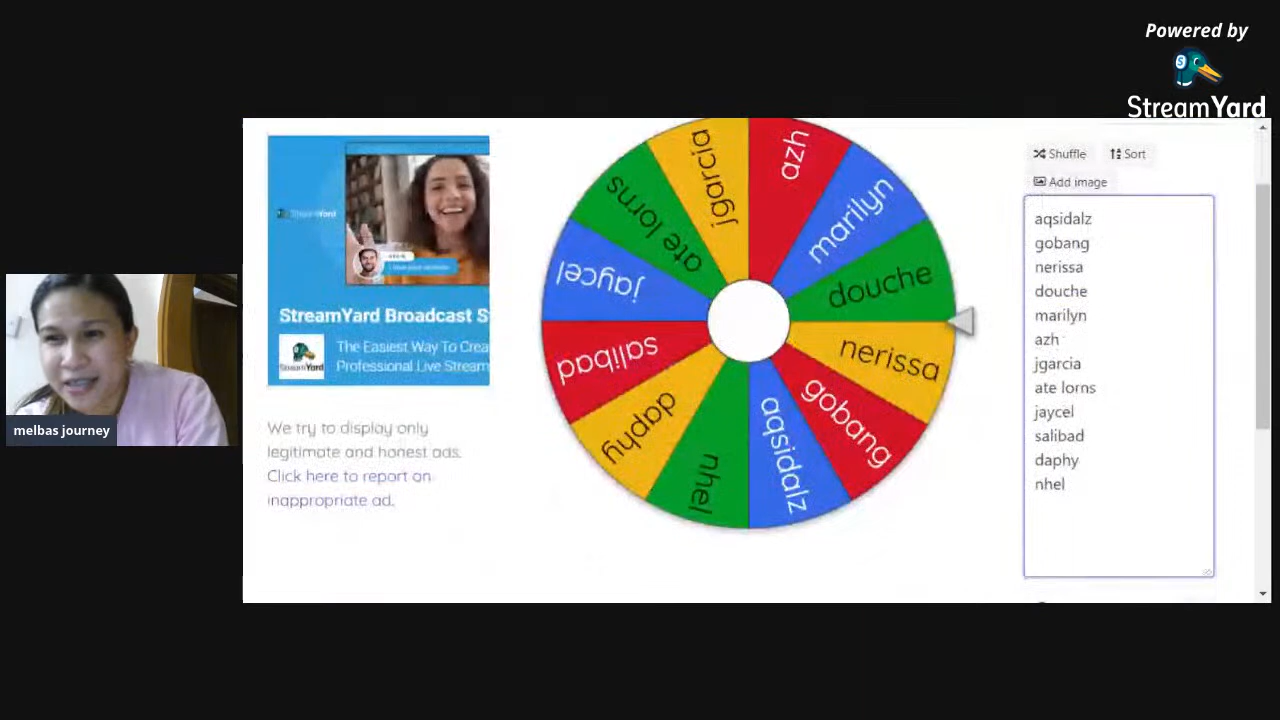 Powered by
StreamYard
Shuffle
Sort
Add image
aqsidalz
gobang
nerissa
douche
marilyn
azh
jgarcia
ate lorns
jaycel
salibad
daphy
nhel
azh
marilyn
douche
nerissa
gobang
aqsidalz
nhel
daphy
salibad
jaycel
ate lorns
jgarcia
StreamYard
StreamYard Broadcast S
The Easiest Way To Crea
Professional Live Stream
StreamYard
We try to display only
legitimate and honest ads.
Click here to report an
inappropriate ad.
melbas journey